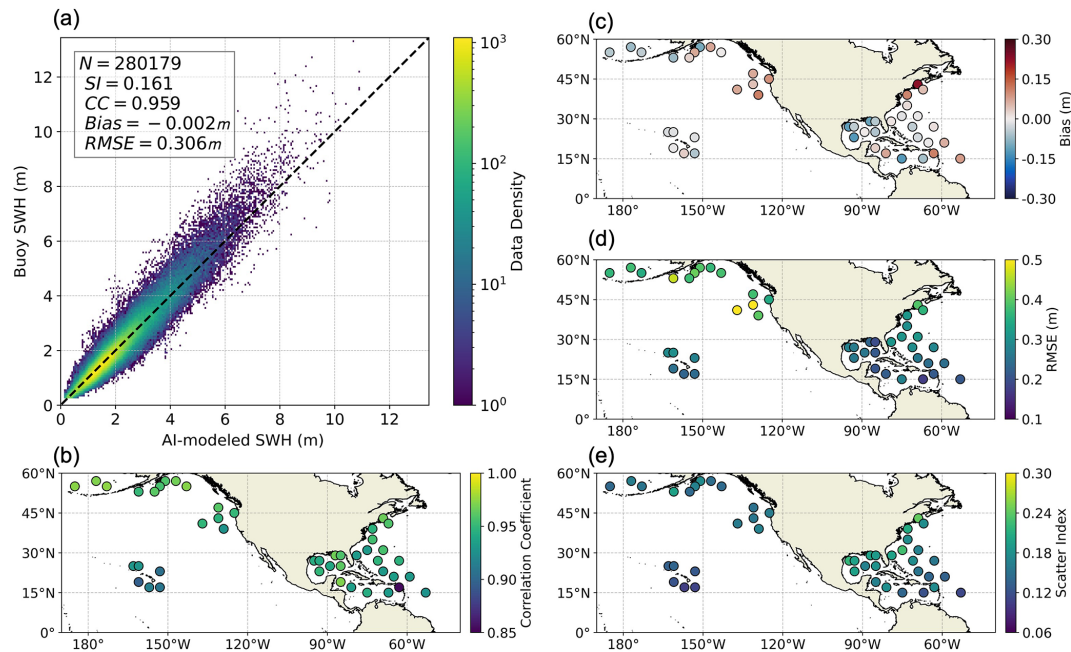 (a)
N = 280179
SI = 0.161
CC = 0.959
Bias = − 0.002m
RMSE = 0.306m
Buoy SWH (m)
12
10
8
6
4
2
0
0 2 4 6 8 10 12
AI-modeled SWH (m)
10³
10²
10¹
10⁰
Data Density
(c)
60°N
45°N
30°N
15°N
0°
180° 150°W 120°W 90°W 60°W
0.30
0.15
0.00
-0.15
-0.30
Bias (m)
(d)
60°N
45°N
30°N
15°N
0°
180° 150°W 120°W 90°W 60°W
0.5
0.4
0.3
0.2
0.1
RMSE (m)
(b)
60°N
45°N
30°N
15°N
0°
180° 150°W 120°W 90°W 60°W
1.00
0.95
0.90
0.85
Correlation Coefficient
(e)
60°N
45°N
30°N
15°N
0°
180° 150°W 120°W 90°W 60°W
0.30
0.24
0.18
0.12
0.06
Scatter Index